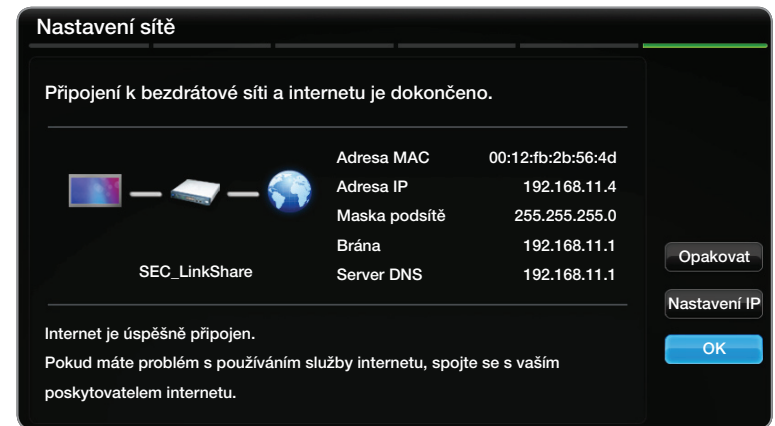 Nastavení sítě
Připojení k bezdrátové síti a internetu je dokončeno.
Adresa MAC 00:12:fb:2b:56:4d
Adresa IP 192.168.11.4
Maska podsítě 255.255.255.0
Brána 192.168.11.1
SEC_LinkShare
Server DNS 192.168.11.1
Opakovat
Nastavení IP
OK
Internet je úspěšně připojen.
Pokud máte problém s používáním služby internetu, spojte se s vaším
poskytovatelem internetu.